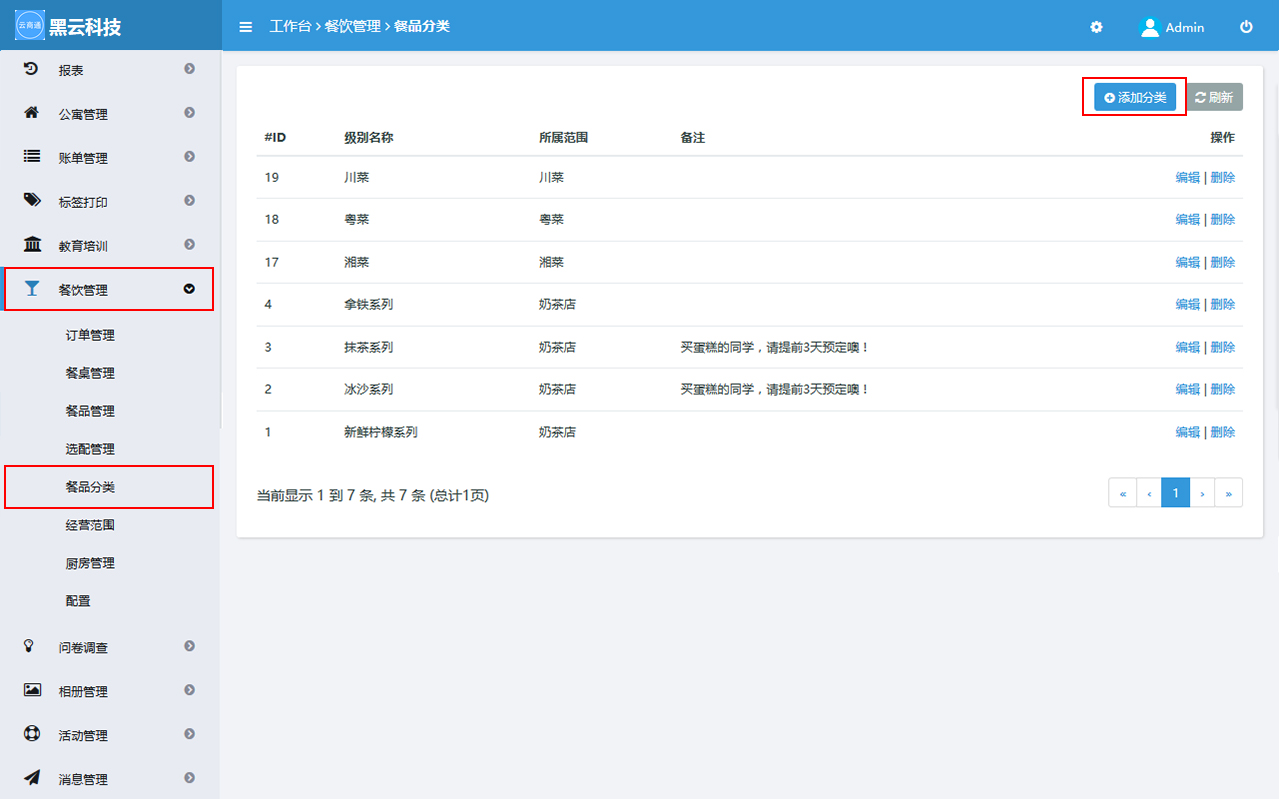 云商通 黑云科技
工作台 › 餐饮管理 › 餐品分类
Admin
报表
公寓管理
账单管理
标签打印
教育培训
餐饮管理
订单管理
餐桌管理
餐品管理
选配管理
餐品分类
经营范围
厨房管理
配置
问卷调查
相册管理
活动管理
消息管理
添加分类 刷新
#ID 级别名称 所属范围 备注 操作
19 川菜 川菜 编辑 | 删除
18 粤菜 粤菜 编辑 | 删除
17 湘菜 湘菜 编辑 | 删除
4 拿铁系列 奶茶店 编辑 | 删除
3 抹茶系列 奶茶店 买蛋糕的同学，请提前3天预定噢！ 编辑 | 删除
2 冰沙系列 奶茶店 买蛋糕的同学，请提前3天预定噢！ 编辑 | 删除
1 新鲜柠檬系列 奶茶店 编辑 | 删除
当前显示 1 到 7 条, 共 7 条 (总计1页)
« ‹ 1 › »